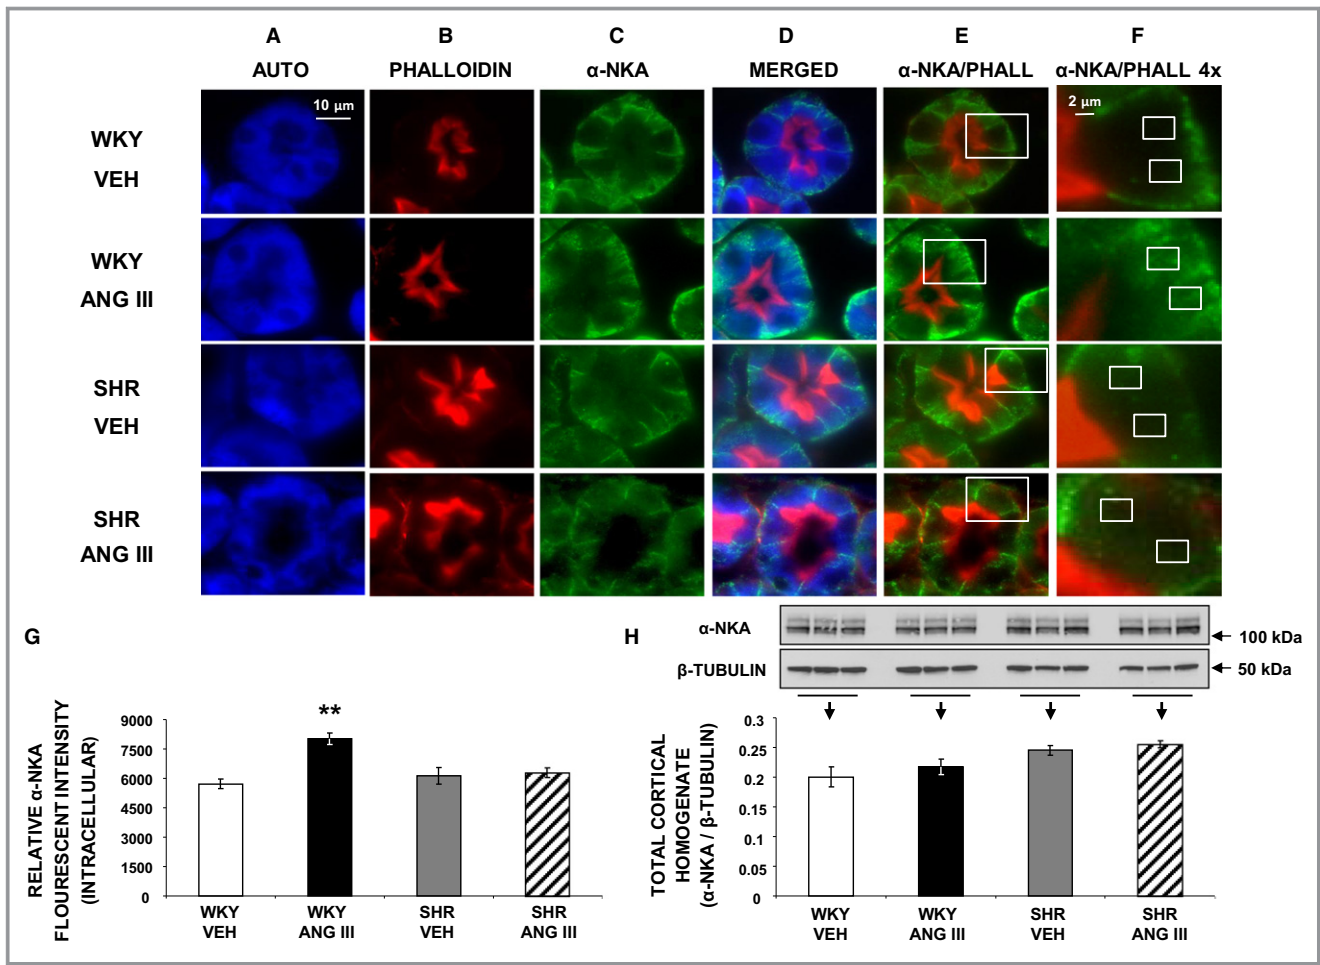 A B C D E F
AUTO PHALLOIDIN α-NKA MERGED α-NKA/PHALL α-NKA/PHALL 4x
10 μm
2 μm
WKY
VEH
WKY
ANG III
SHR
VEH
SHR
ANG III
G
RELATIVE α-NKA
FLOURESCENT INTENSITY
(INTRACELLULAR)
9000
7500
6000
4500
3000
1500
0
**
WKY
VEH
WKY
ANG III
SHR
VEH
SHR
ANG III
H
α-NKA
100 kDa
β-TUBULIN
50 kDa
TOTAL CORTICAL
HOMOGENATE
(α-NKA / β-TUBULIN)
0.3
0.25
0.2
0.15
0.1
0.05
0
WKY
VEH
WKY
ANG III
SHR
VEH
SHR
ANG III